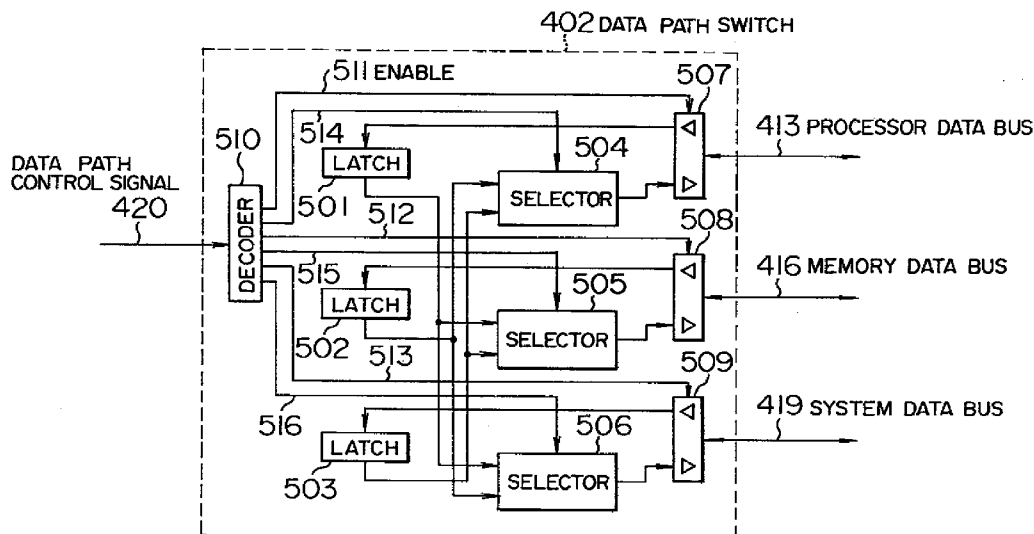 402 DATA PATH SWITCH
511 ENABLE
507
514
510
504
413 PROCESSOR DATA BUS
DATA PATH
CONTROL SIGNAL
LATCH
SELECTOR
501
512
420
DECODER
508
515
505
416 MEMORY DATA BUS
LATCH
SELECTOR
502
513
509
516
506
419 SYSTEM DATA BUS
LATCH
SELECTOR
503